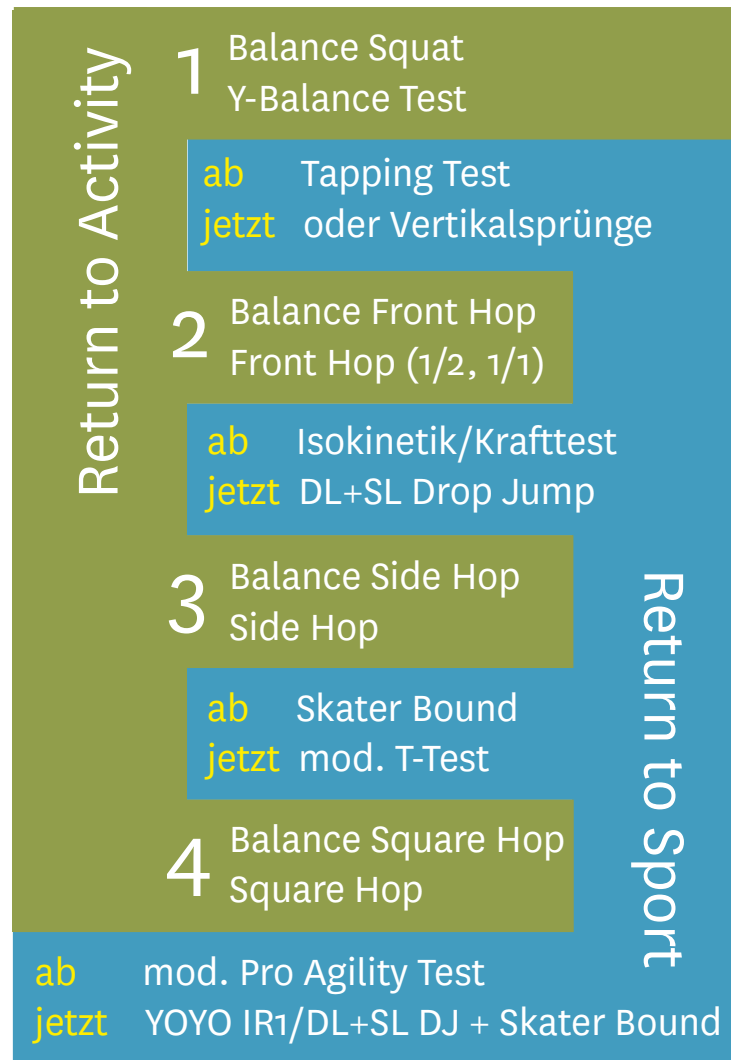 Return to Activity
1
Balance Squat
Y-Balance Test
ab Tapping Test
jetzt oder Vertikalsprünge
2
Balance Front Hop
Front Hop (1/2, 1/1)
ab Isokinetik/Krafttest
jetzt DL+SL Drop Jump
3
Balance Side Hop
Side Hop
ab Skater Bound
jetzt mod. T-Test
4
Balance Square Hop
Square Hop
Return to Sport
ab mod. Pro Agility Test
jetzt YOYO IR1/DL+SL DJ + Skater Bound